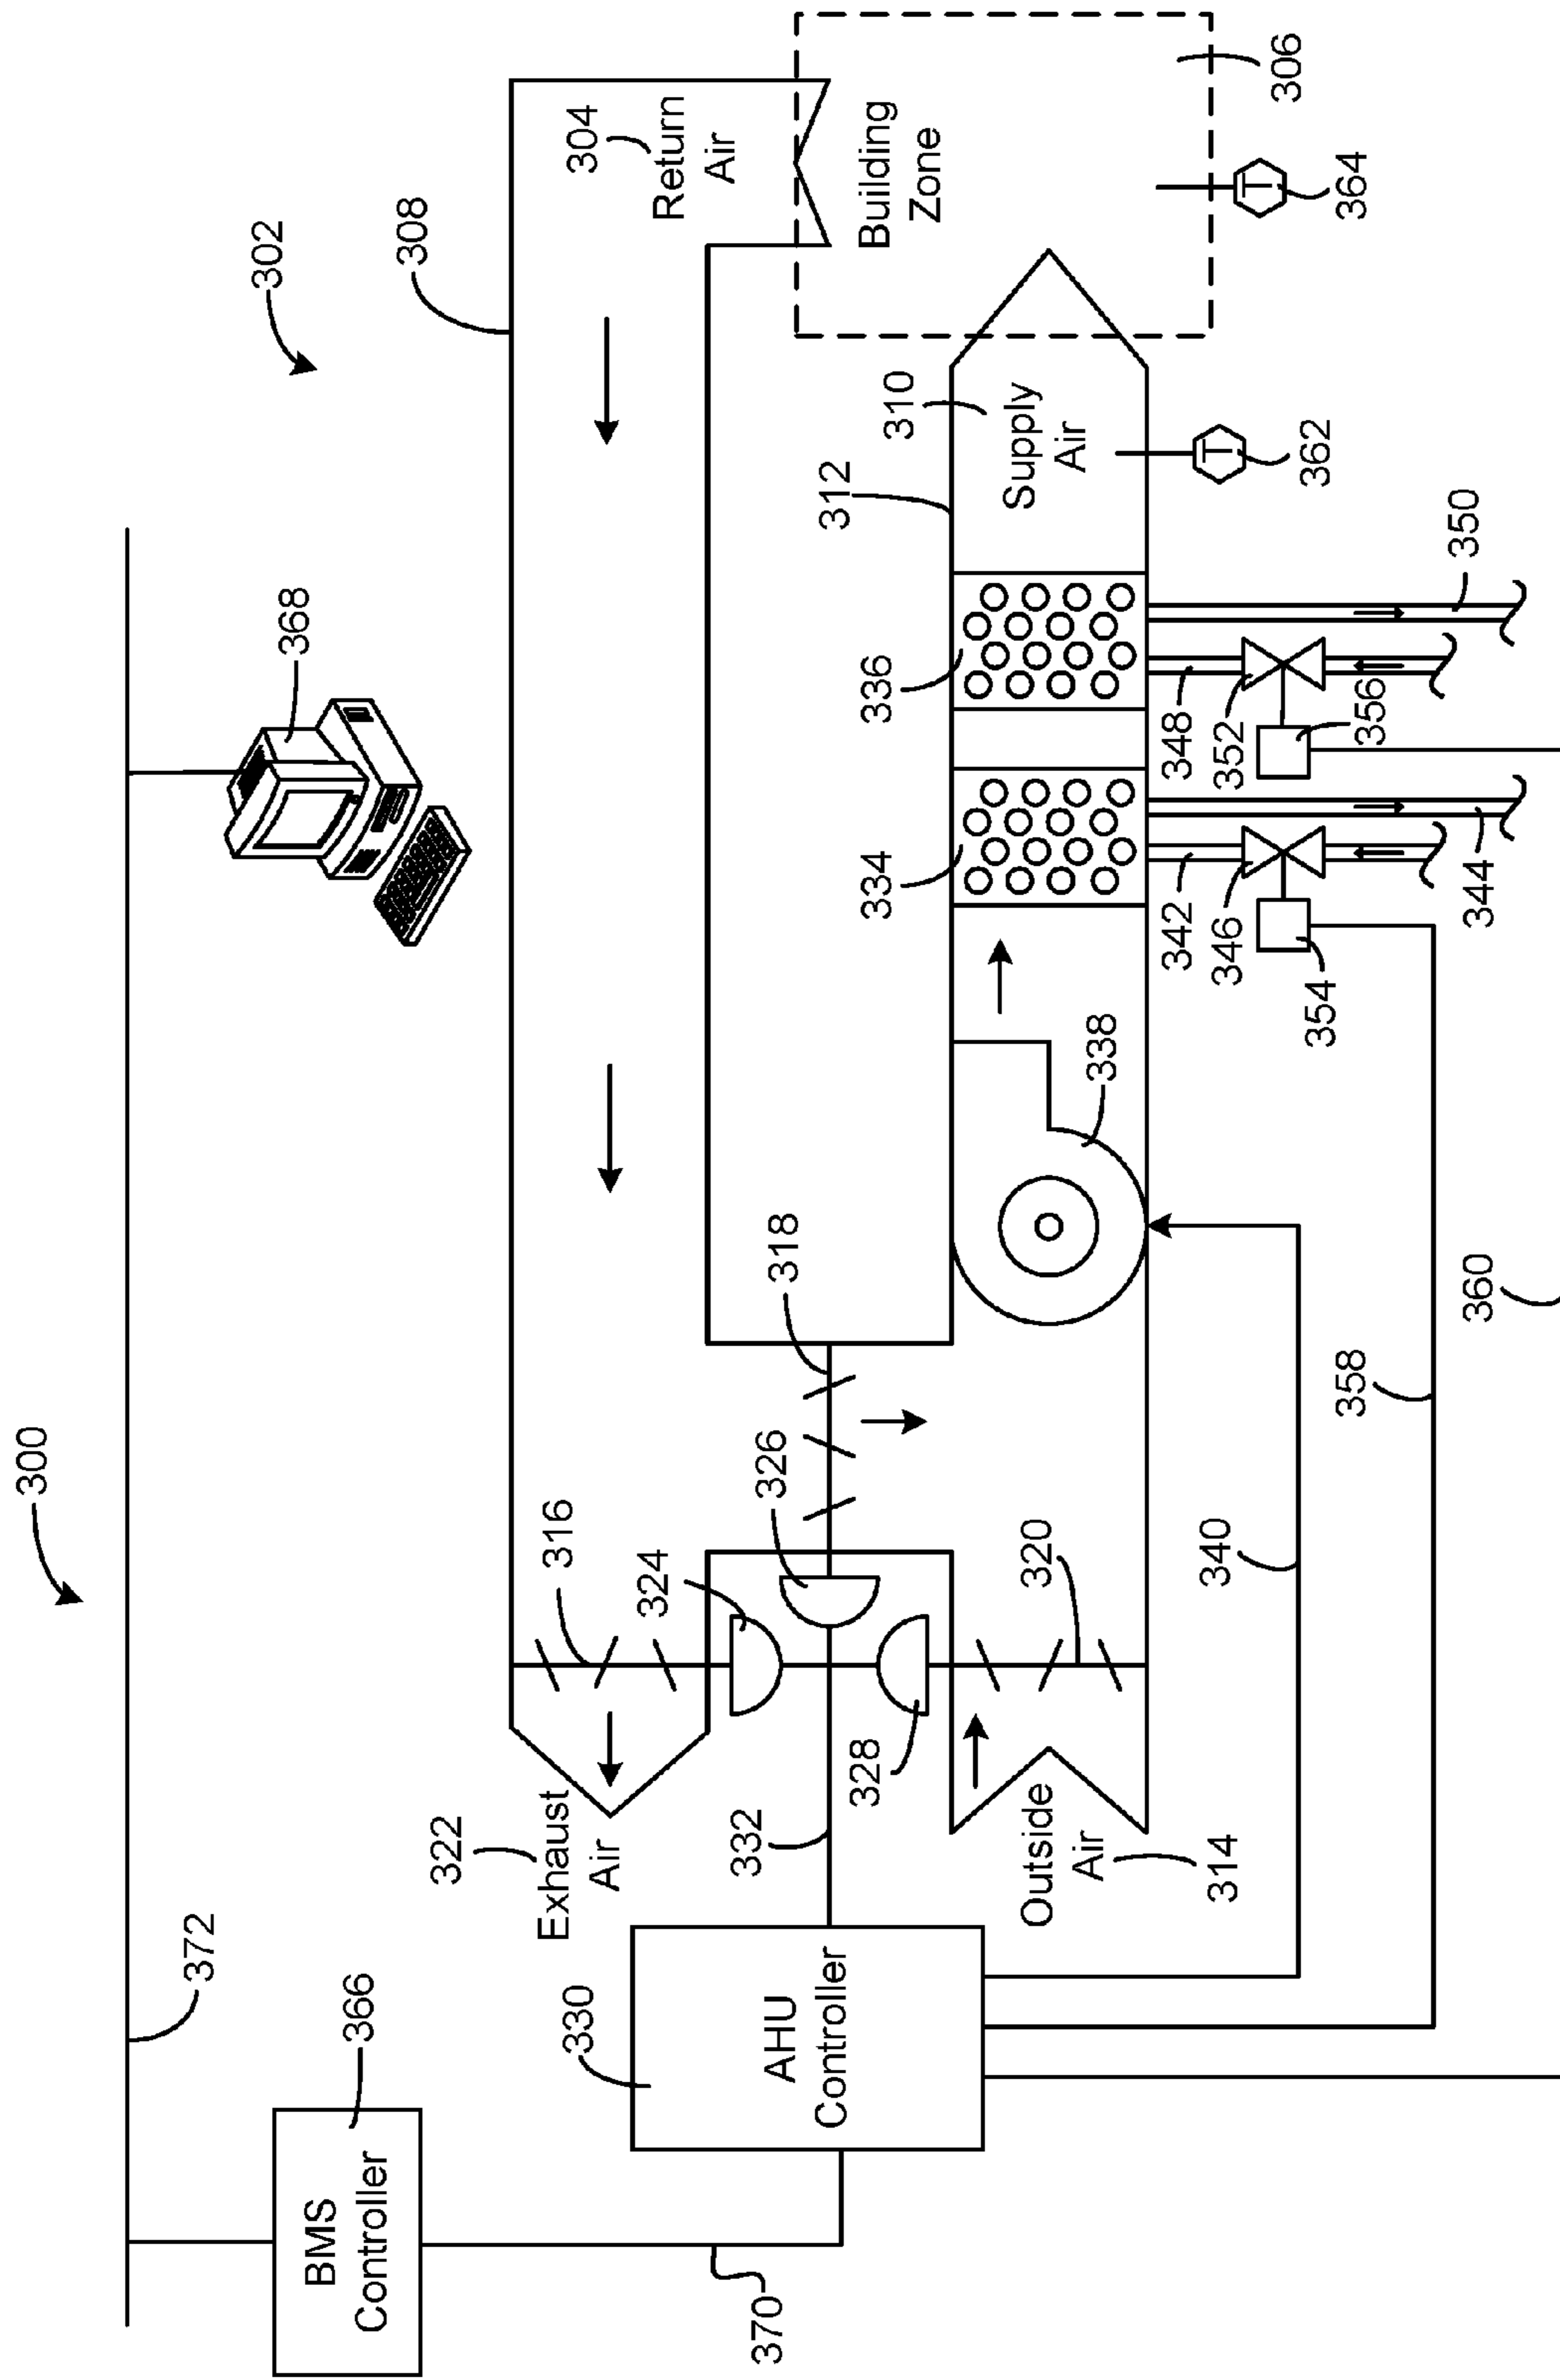 300
302
372
368
BMS
Controller
366
370
308
304
Return
Air
322
Exhaust
Air
316
324
330
AHU
Controller
332
326
318
328
Building
Zone
306
312
310
Supply
Air
336
334
338
Outside
Air
314
320
340
364
362
342
348
346
352
354
356
344
350
358
360
T
T